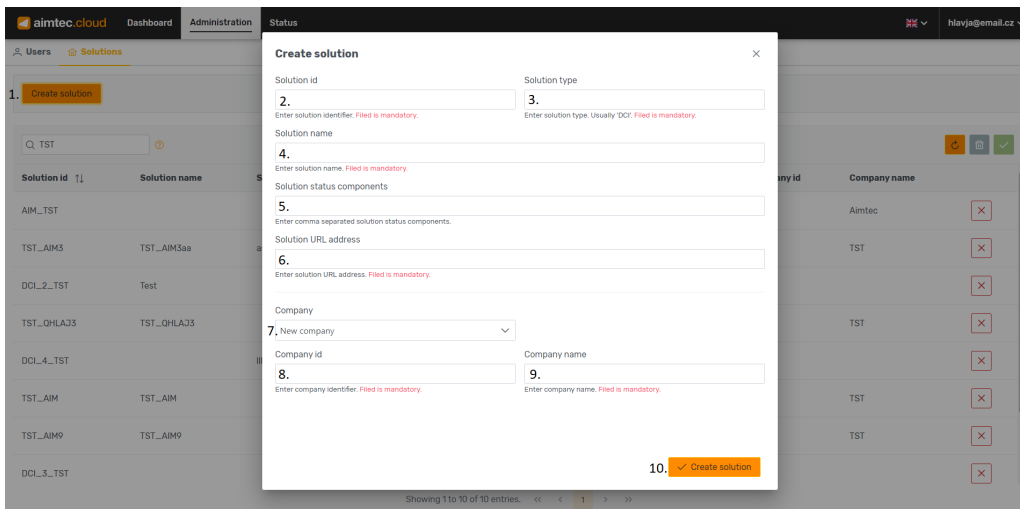 aimtec.cloud Dashboard Administration Status hlavja@email.cz
Users Solutions
1. Create solution
TST
Solution id Solution name S ny id Company name
AIM_TST Aimtec
TST_AIM3 TST_AIM3aa TST
DCI_2_TST Test
TST_QHLAJ3 TST_QHLAJ3 TST
DCI_4_TST
TST_AIM TST_AIM TST
TST_AIM9 TST_AIM9 TST
DCI_3_TST
Showing 1 to 10 of 10 entries. << < 1 > >>
Create solution
Solution id Solution type
2. 3.
Enter solution identifier. Filed is mandatory. Enter solution type. Usually 'DCI'. Filed is mandatory.
Solution name
4.
Enter solution name. Filed is mandatory.
Solution status components
5.
Enter comma separated solution status components.
Solution URL address
6.
Enter solution URL address. Filed is mandatory.
Company
7. New company
Company id Company name
8. 9.
Enter company identifier. Filed is mandatory. Enter company name. Filed is mandatory.
10. Create solution